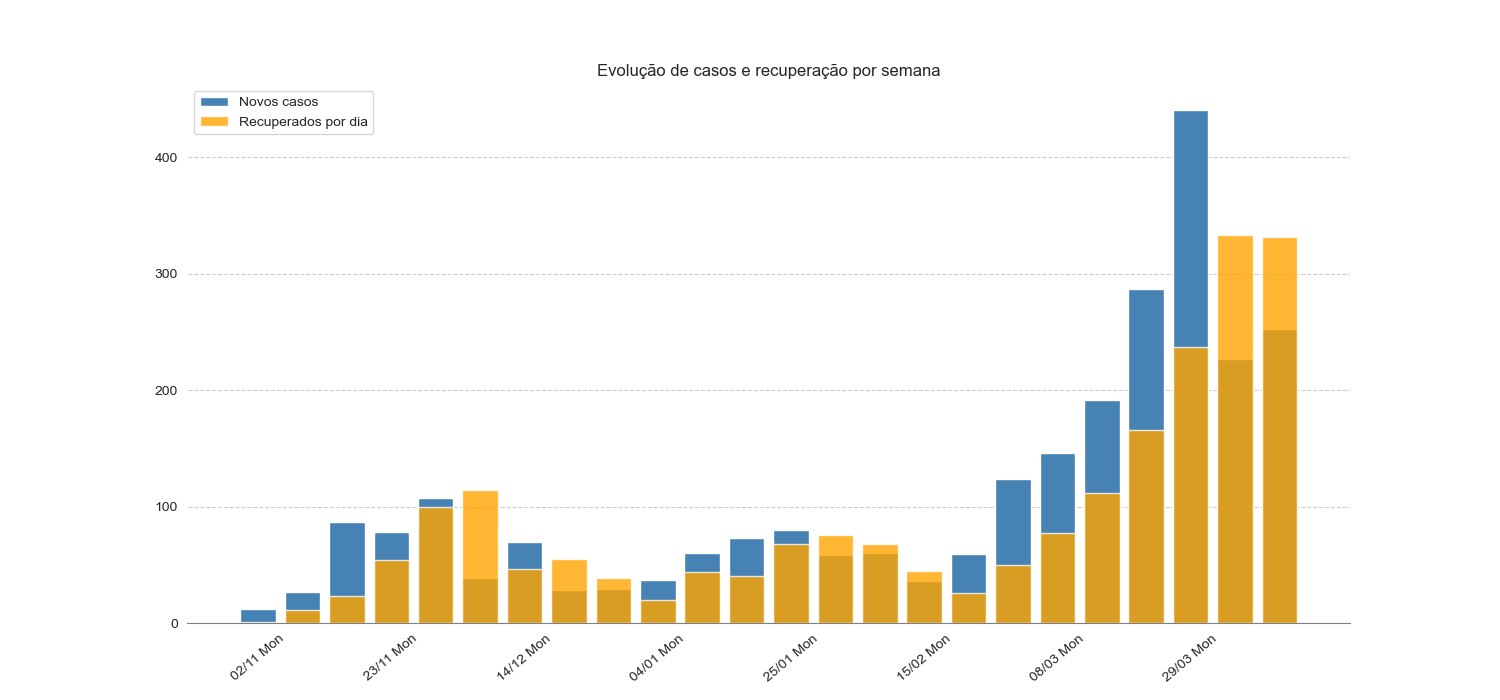 Evolução de casos e recuperação por semana
Novos casos
Recuperados por dia
400
300
200
100
0
02/11 Mon
23/11 Mon
14/12 Mon
04/01 Mon
25/01 Mon
15/02 Mon
08/03 Mon
29/03 Mon